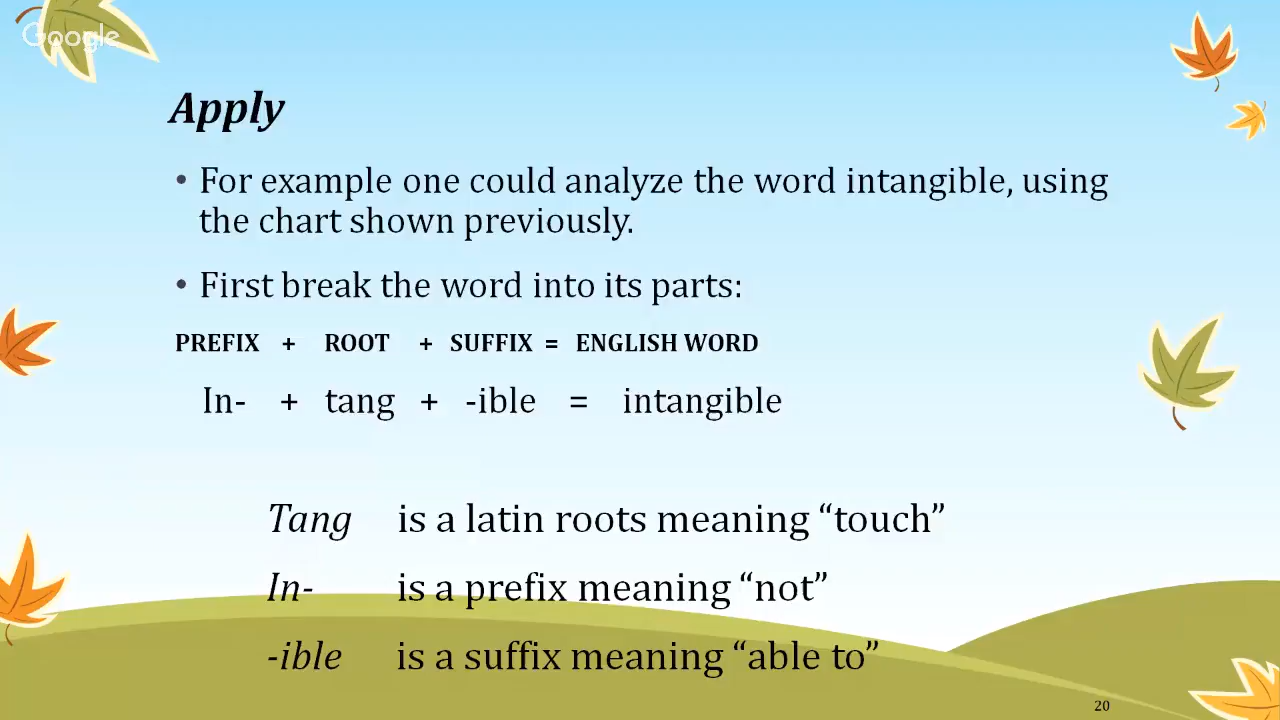 Google
Apply
• For example one could analyze the word intangible, using
the chart shown previously.
• First break the word into its parts:
PREFIX + ROOT + SUFFIX = ENGLISH WORD
In- + tang + -ible = intangible
Tang is a latin roots meaning “touch”
In- is a prefix meaning “not”
-ible is a suffix meaning “able to”
20